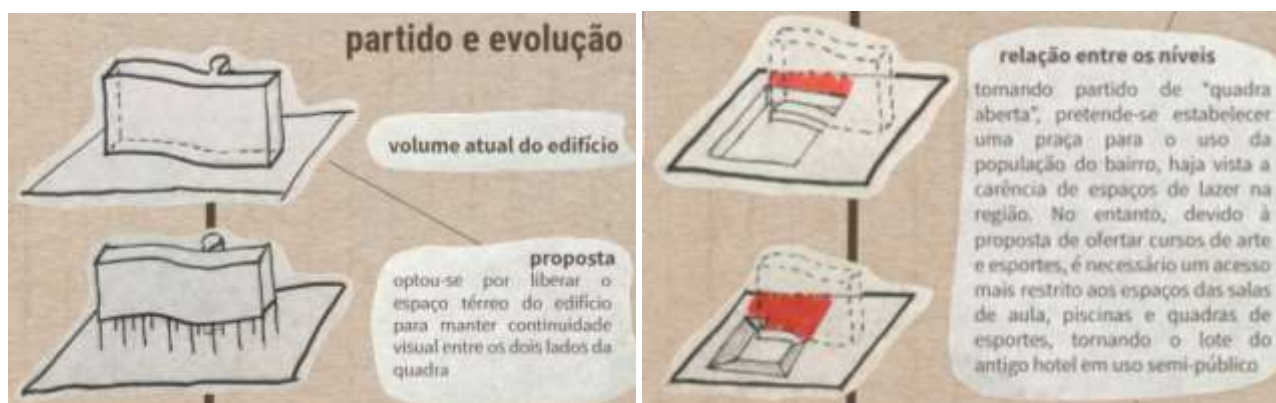 partido e evolução
volume atual do edifício
proposta
optou-se por liberar o
espaço térreo do edifício
para manter continuidade
visual entre os dois lados da
quadra
relação entre os níveis
tomando partido de "quadra
aberta", pretende-se estabelecer
uma praça para o uso da
população do bairro, haja vista a
carência de espaços de lazer na
região. No entanto, devido à
proposta de ofertar cursos de arte
e esportes, é necessário um acesso
mais restrito aos espaços das salas
de aula, piscinas e quadras de
esportes, tornando o lote do
antigo hotel em uso semi-público